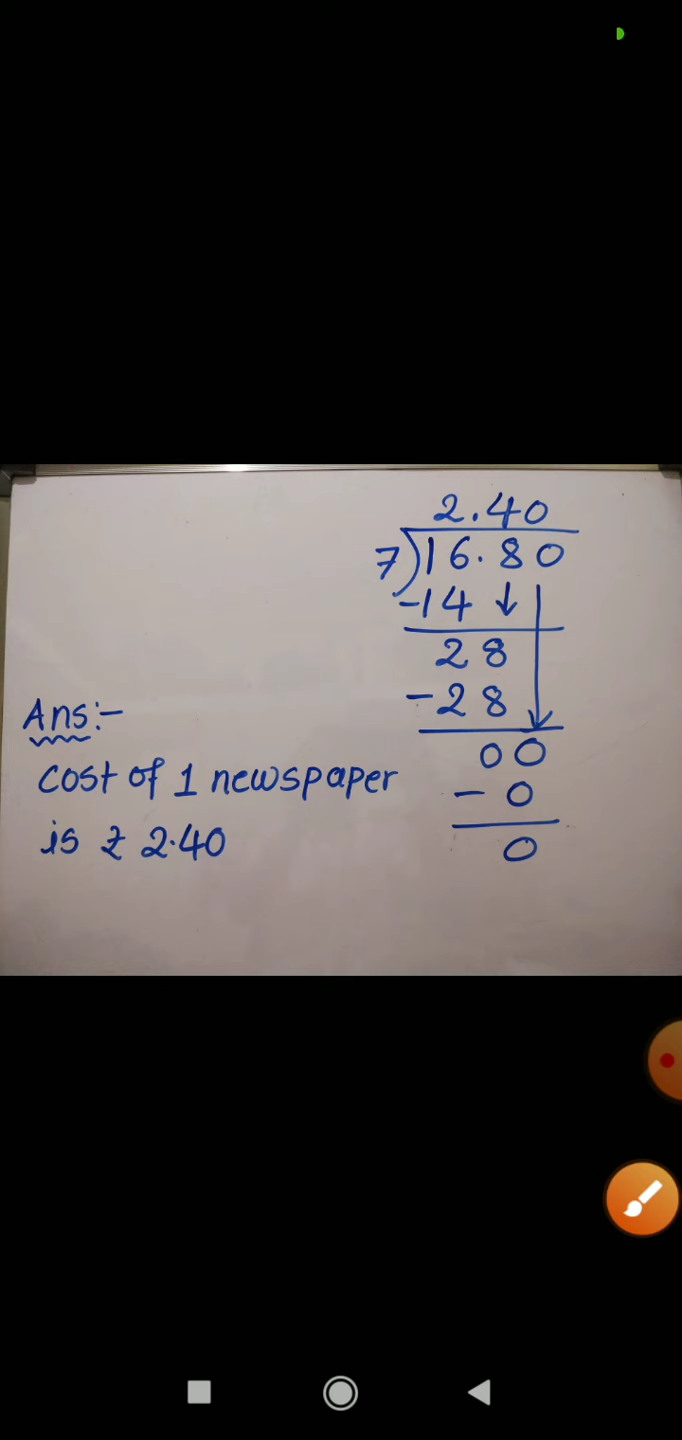 2.40
7)16.80
-14
28
-28
00
-0
0
Ans:-
cost of 1 newspaper
is ₹ 2.40